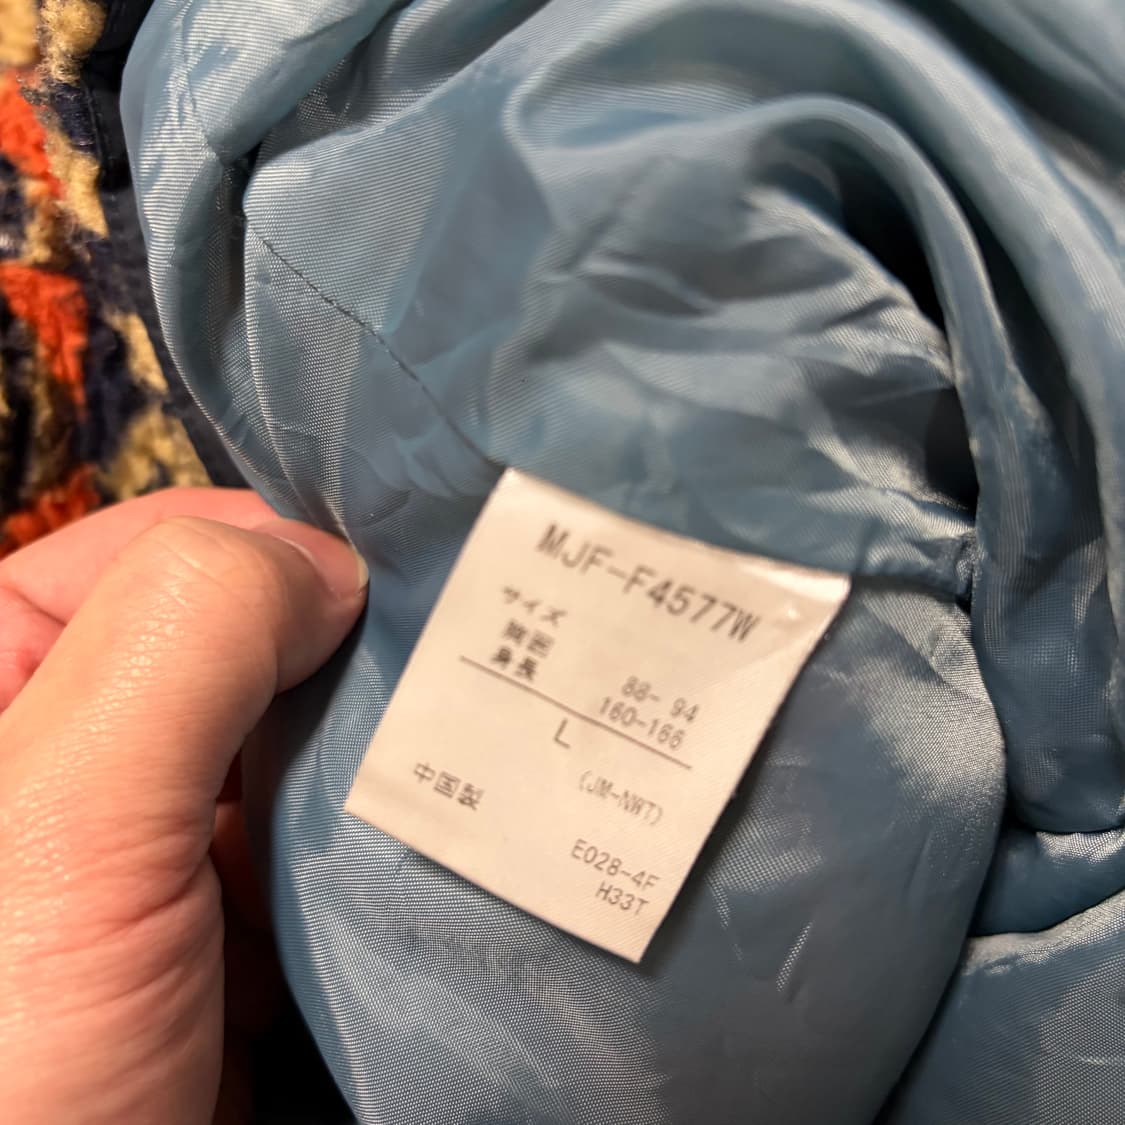 MJF-F4577W
サイズ
胸囲 88- 94
身長 160-166
L
(JM-NWT)
中国製
E028-4F
H33T